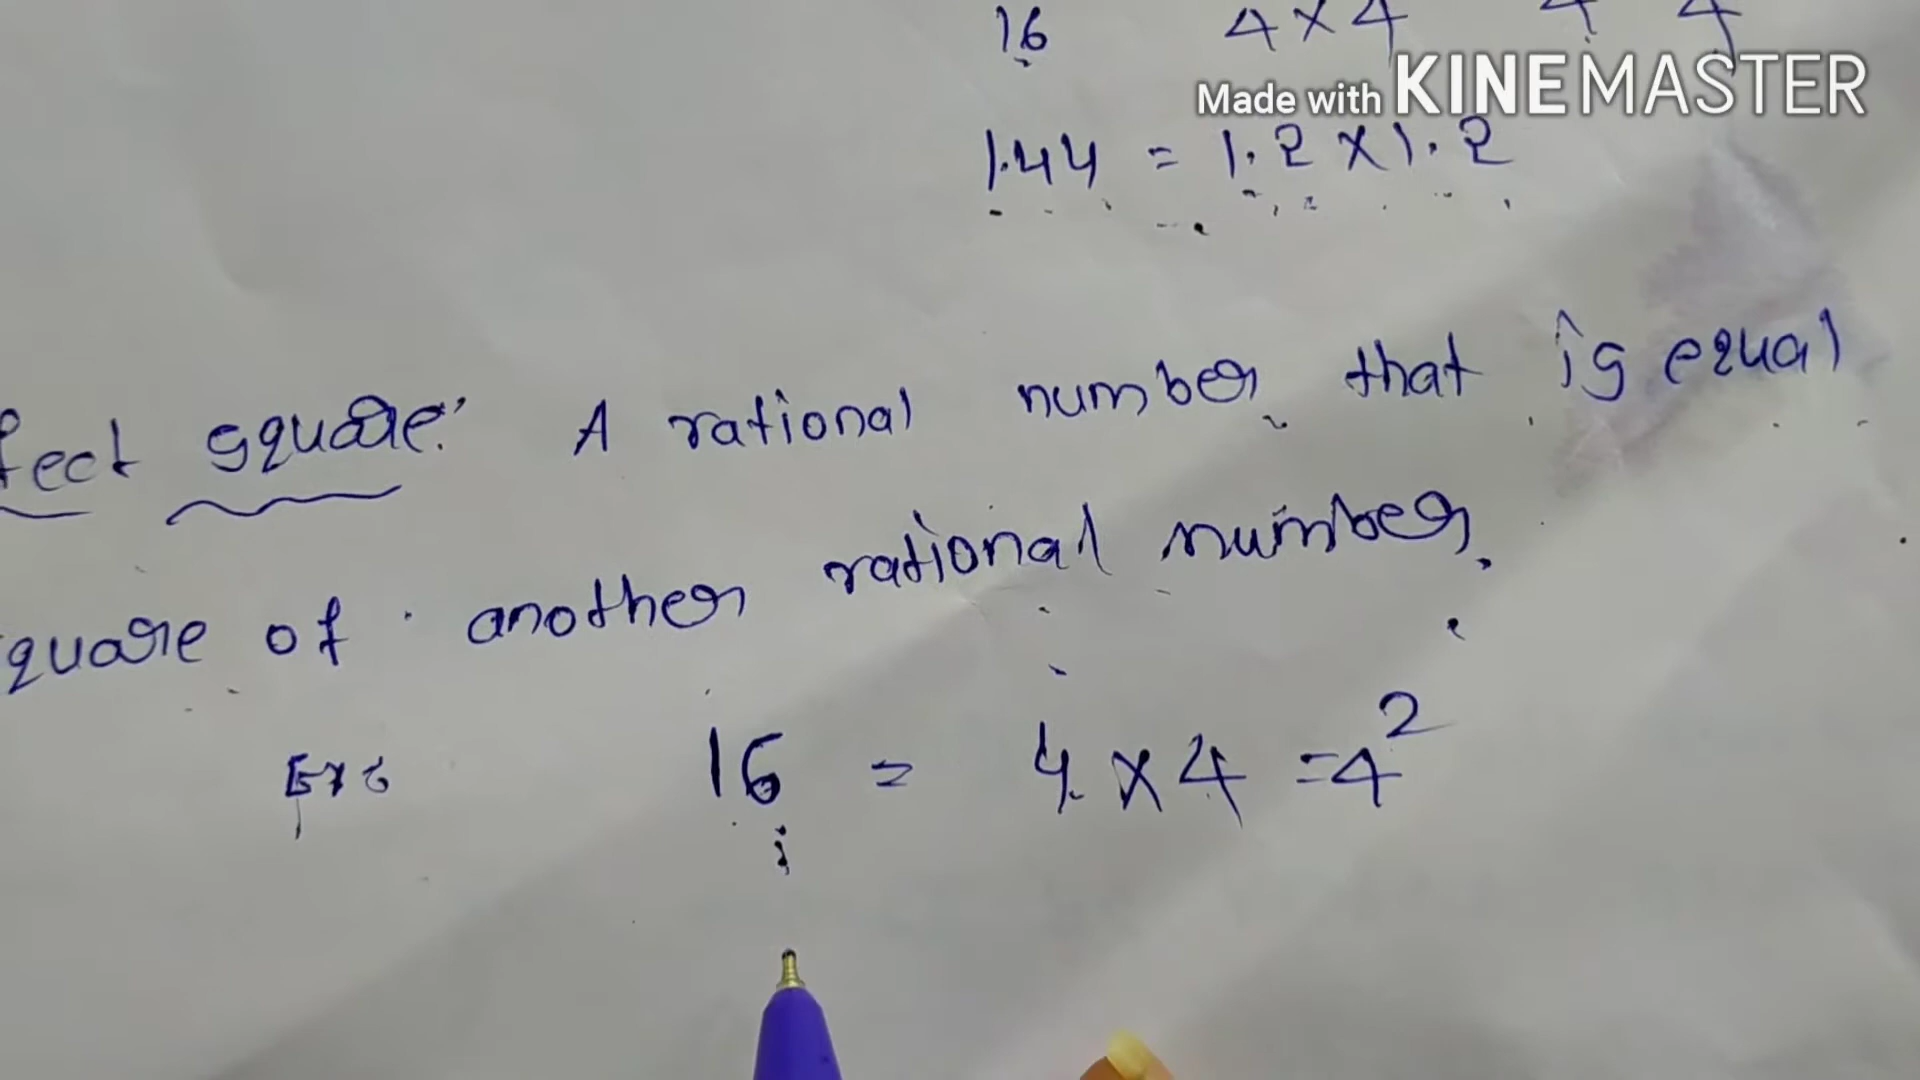 16 4×4 4 4
Made with KINEMASTER
1.44 = 1.2×1.2
fect square: A rational number that is equal
quare of another rational number.
Ex:
16 = 4×4 = 4²